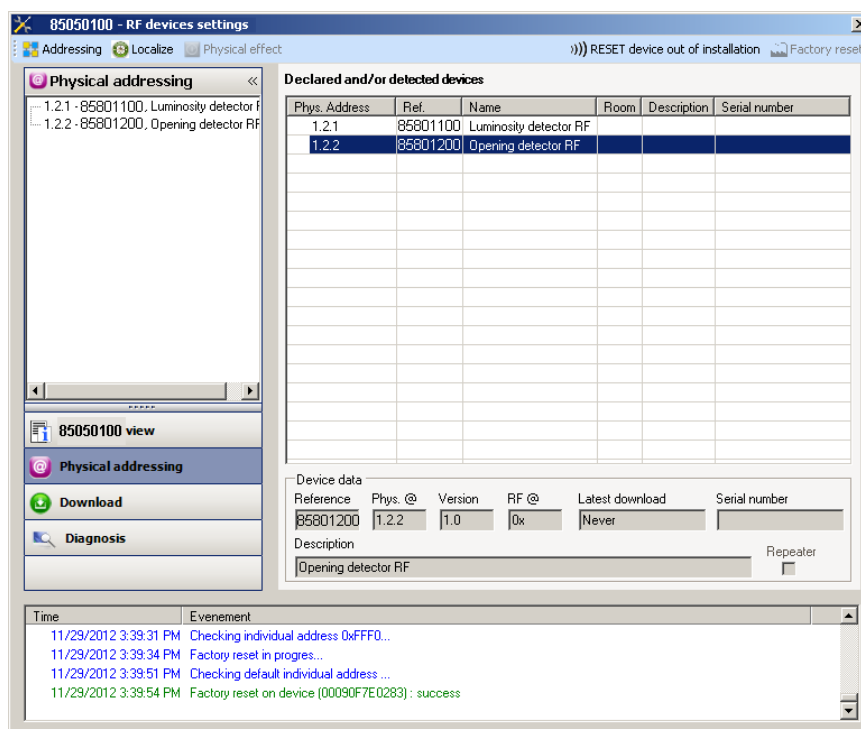 85050100 - RF devices settings
Addressing Localize Physical effect ))) RESET device out of installation Factory reset
Physical addressing «
1.2.1 - 85801100, Luminosity detector F
1.2.2 - 85801200, Opening detector RF
85050100 view
Physical addressing
Download
Diagnosis
Declared and/or detected devices
Phys. Address Ref. Name Room Description Serial number
1.2.1 85801100 Luminosity detector RF
1.2.2 85801200 Opening detector RF
Device data
Reference Phys. @ Version RF @ Latest download Serial number
85801200 1.2.2 1.0 0x Never
Description
Repeater
Opening detector RF
Time Evenement
11/29/2012 3:39:31 PM Checking individual address 0xFFF0...
11/29/2012 3:39:34 PM Factory reset in progres...
11/29/2012 3:39:51 PM Checking default individual address ...
11/29/2012 3:39:54 PM Factory reset on device (00090F7E0283) : success